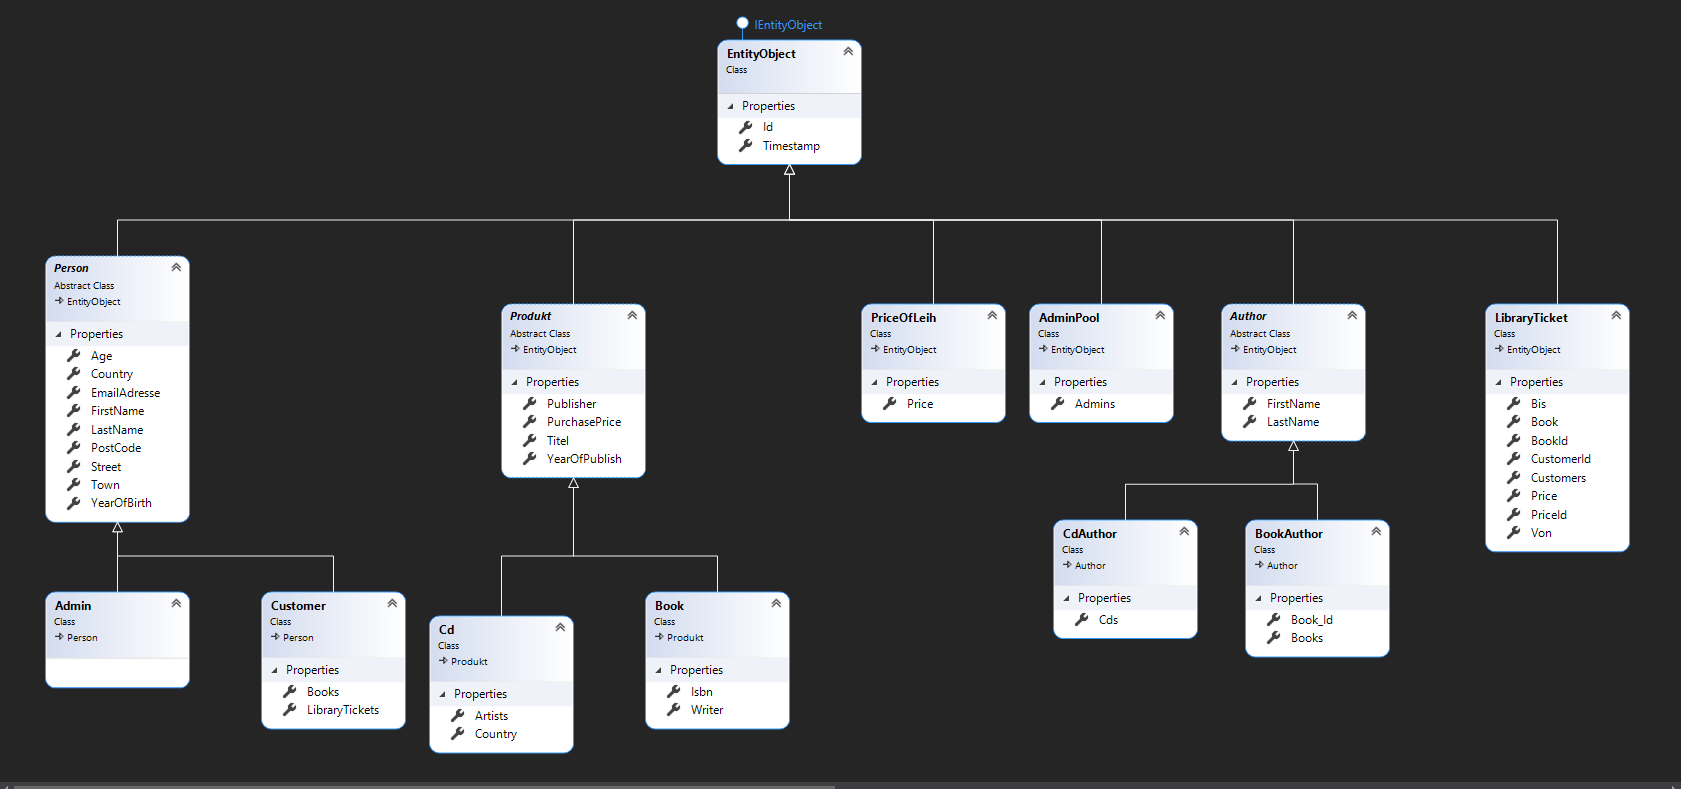 IEntityObject
EntityObject
Class
Properties
Id
Timestamp
Person
Abstract Class
EntityObject
Properties
Age
Country
EmailAdresse
FirstName
LastName
PostCode
Street
Town
YearOfBirth
Produkt
Abstract Class
EntityObject
Properties
Publisher
PurchasePrice
Titel
YearOfPublish
PriceOfLeih
Class
EntityObject
Properties
Price
AdminPool
Class
EntityObject
Properties
Admins
Author
Abstract Class
EntityObject
Properties
FirstName
LastName
LibraryTicket
Class
EntityObject
Properties
Bis
Book
BookId
CustomerId
Customers
Price
PriceId
Von
Admin
Class
Person
Customer
Class
Person
Properties
Books
LibraryTickets
Cd
Class
Produkt
Properties
Artists
Country
Book
Class
Produkt
Properties
Isbn
Writer
CdAuthor
Class
Author
Properties
Cds
BookAuthor
Class
Author
Properties
Book_Id
Books